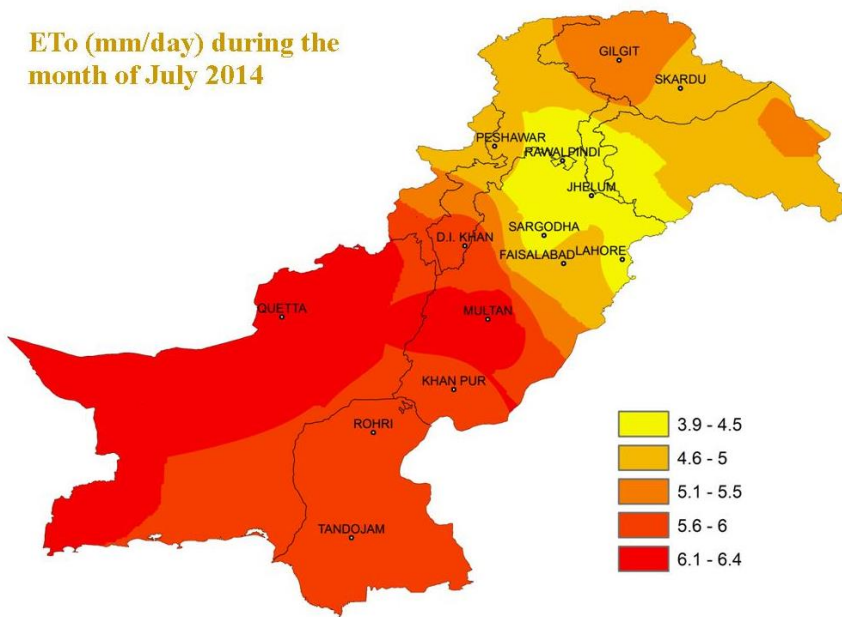 ETo (mm/day) during the
month of July 2014
GILGIT
SKARDU
PESHAWAR
RAWALPINDI
JHELUM
SARGODHA
D.I. KHAN
FAISALABAD
LAHORE
QUETTA
MULTAN
KHAN PUR
ROHRI
TANDOJAM
3.9 - 4.5
4.6 - 5
5.1 - 5.5
5.6 - 6
6.1 - 6.4